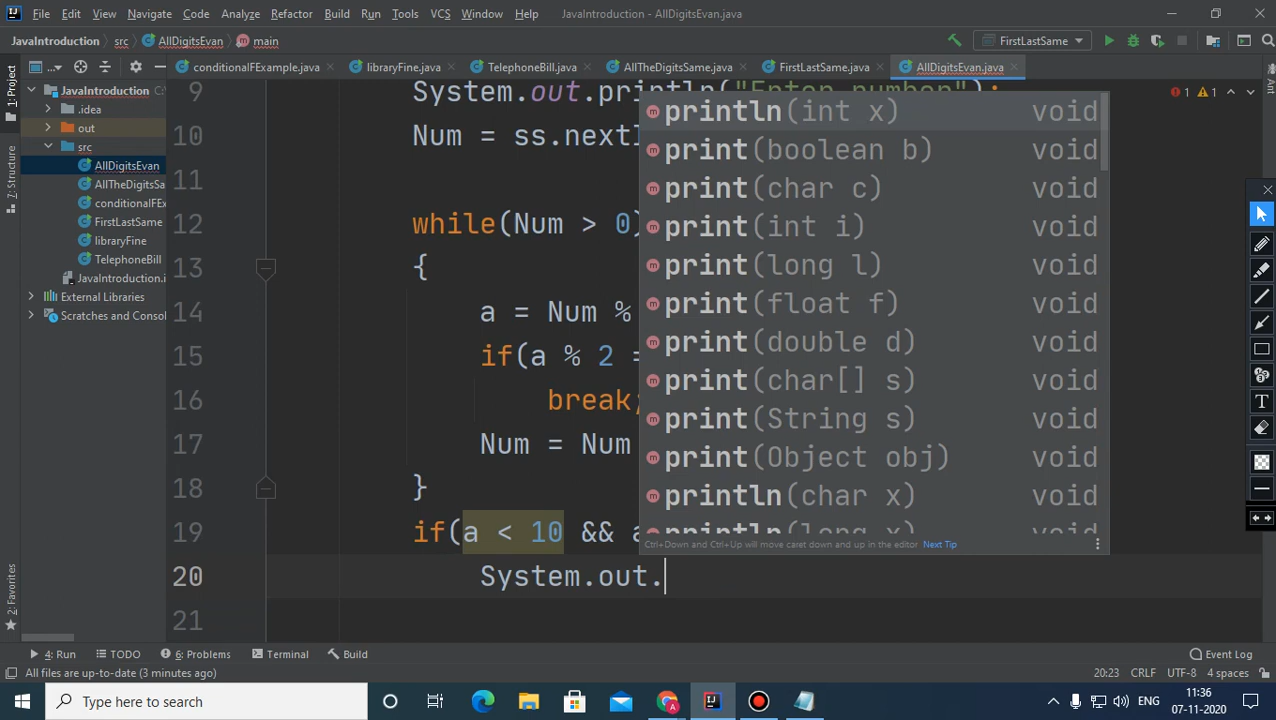 File Edit View Navigate Code Analyze Refactor Build Run Tools VCS Window Help JavaIntroduction - AllDigitsEvan.java
JavaIntroduction src AllDigitsEvan main FirstLastSame
1: Project
7: Structure
2: Favorites
Ant
conditionalFExample.java libraryFine.java TelephoneBill.java AllTheDigitsSame.java FirstLastSame.java AllDigitsEvan.java
JavaIntroduction C:\
.idea
out
src
AllDigitsEvan
AllTheDigitsSa
conditionalFEx
FirstLastSame
libraryFine
TelephoneBill
JavaIntroduction.i
External Libraries
Scratches and Consol
1 1
9 System.out.println("Enter number");
10 Num = ss.nextI
11
12 while(Num > 0)
13 {
14 a = Num %
15 if(a % 2 =
16 break;
17 Num = Num
18 }
19 if(a < 10 && a
20 System.out.
21
println(int x) void
print(boolean b) void
print(char c) void
print(int i) void
print(long l) void
print(float f) void
print(double d) void
print(char[] s) void
print(String s) void
print(Object obj) void
println(char x) void
println(long x) void
Ctrl+Down and Ctrl+Up will move caret down and up in the editor Next Tip
4: Run TODO 6: Problems Terminal Build Event Log
All files are up-to-date (3 minutes ago) 20:23 CRLF UTF-8 4 spaces
Type here to search ENG 11:36
07-11-2020